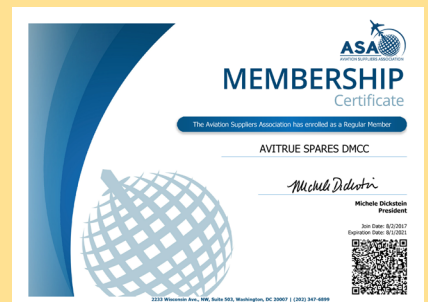 ASA
AVIATION SUPPLIERS ASSOCIATION
MEMBERSHIP
Certificate
The Aviation Suppliers Association has enrolled as a Regular Member
AVITRUE SPARES DMCC
Michele Dickstein
Michele Dickstein
President
Join Date: 8/2/2017
Expiration Date: 8/1/2021
2233 Wisconsin Ave., NW, Suite 503, Washington, DC 20007 | (202) 347-6899